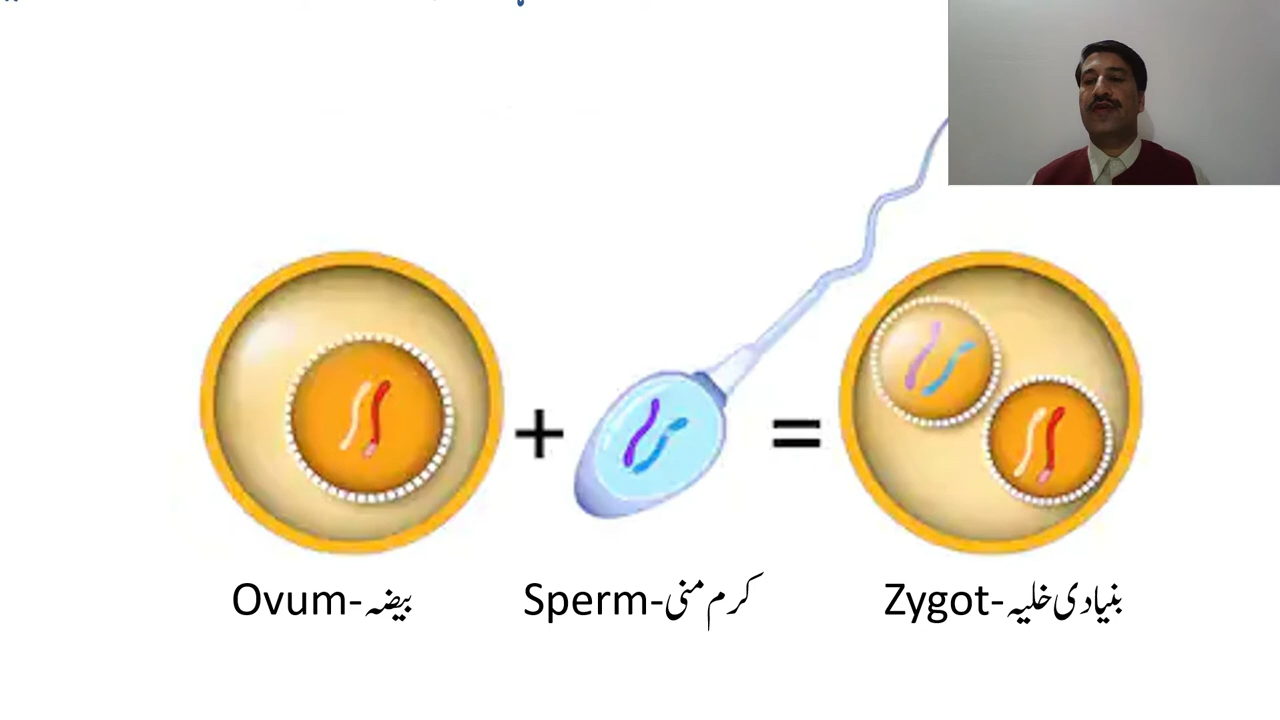 +
=
Ovum-بیضہ
Sperm-کرم منی
Zygot-بنیادی خلیہ